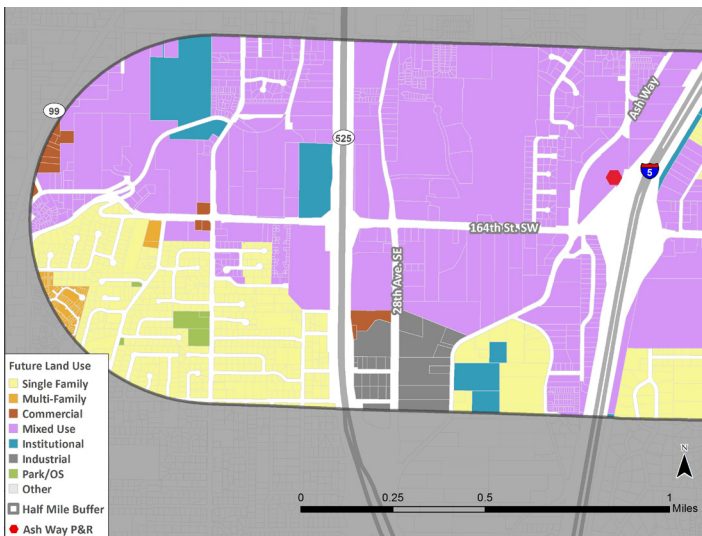 99
525
Ash Way
5
164th St. SW
28th Ave. SE
Future Land Use
Single Family
Multi-Family
Commercial
Mixed Use
Institutional
Industrial
Park/OS
Other
Half Mile Buffer
Ash Way P&R
N
0 0.25 0.5 1
Miles